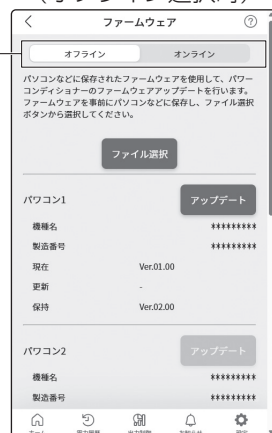 （オフライン選択時）
ファームウェア ?
オフライン オンライン
パソコンなどに保存されたファームウェアを使用して、パワー
コンディショナーのファームウェアアップデートを行います。
ファームウェアを事前にパソコンなどに保存し、ファイル選択
ボタンから選択してください。
ファイル選択
パワコン1 アップデート
機種名 *********
製造番号 *********
現在 Ver.01.00
更新 -
保持 Ver.02.00
パワコン2 アップデート
機種名 *********
製造番号 *********